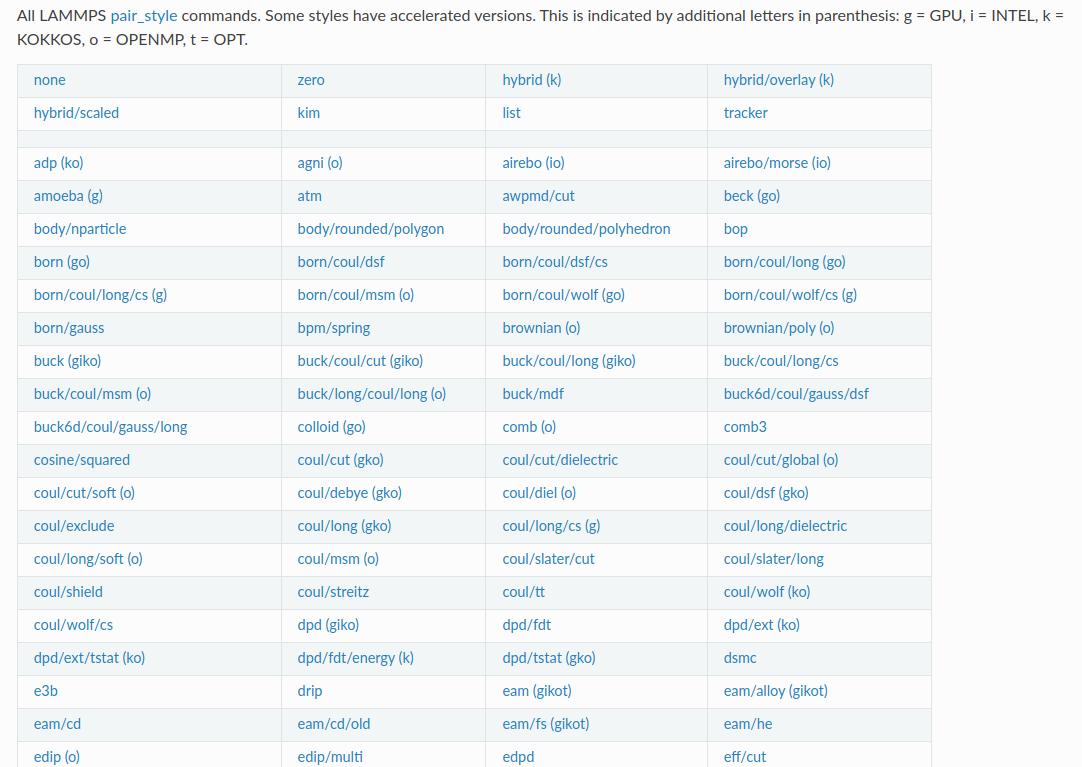 All LAMMPS pair_style commands. Some styles have accelerated versions. This is indicated by additional letters in parenthesis: g = GPU, i = INTEL, k =
KOKKOS, o = OPENMP, t = OPT.
none zero hybrid (k) hybrid/overlay (k)
hybrid/scaled kim list tracker
adp (ko) agni (o) airebo (io) airebo/morse (io)
amoeba (g) atm awpmd/cut beck (go)
body/nparticle body/rounded/polygon body/rounded/polyhedron bop
born (go) born/coul/dsf born/coul/dsf/cs born/coul/long (go)
born/coul/long/cs (g) born/coul/msm (o) born/coul/wolf (go) born/coul/wolf/cs (g)
born/gauss bpm/spring brownian (o) brownian/poly (o)
buck (giko) buck/coul/cut (giko) buck/coul/long (giko) buck/coul/long/cs
buck/coul/msm (o) buck/long/coul/long (o) buck/mdf buck6d/coul/gauss/dsf
buck6d/coul/gauss/long colloid (go) comb (o) comb3
cosine/squared coul/cut (gko) coul/cut/dielectric coul/cut/global (o)
coul/cut/soft (o) coul/debye (gko) coul/diel (o) coul/dsf (gko)
coul/exclude coul/long (gko) coul/long/cs (g) coul/long/dielectric
coul/long/soft (o) coul/msm (o) coul/slater/cut coul/slater/long
coul/shield coul/streitz coul/tt coul/wolf (ko)
coul/wolf/cs dpd (giko) dpd/fdt dpd/ext (ko)
dpd/ext/tstat (ko) dpd/fdt/energy (k) dpd/tstat (gko) dsmc
e3b drip eam (gikot) eam/alloy (gikot)
eam/cd eam/cd/old eam/fs (gikot) eam/he
edip (o) edip/multi edpd eff/cut